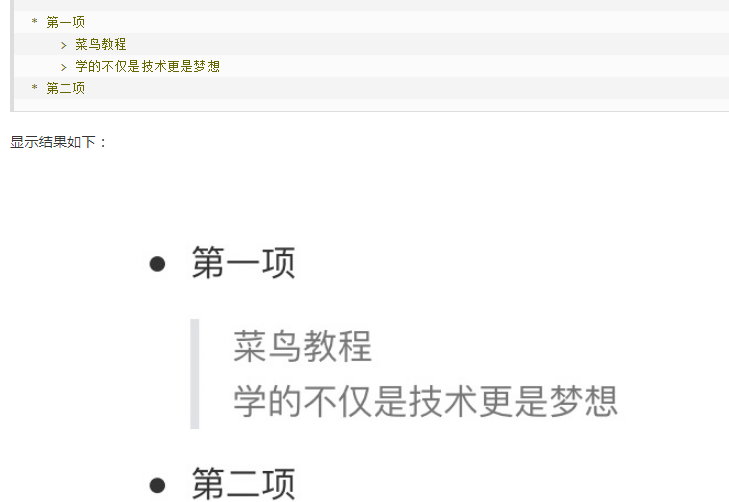 * 第一项
> 菜鸟教程
> 学的不仅是技术更是梦想
* 第二项
显示结果如下：
● 第一项
菜鸟教程
学的不仅是技术更是梦想
● 第二项